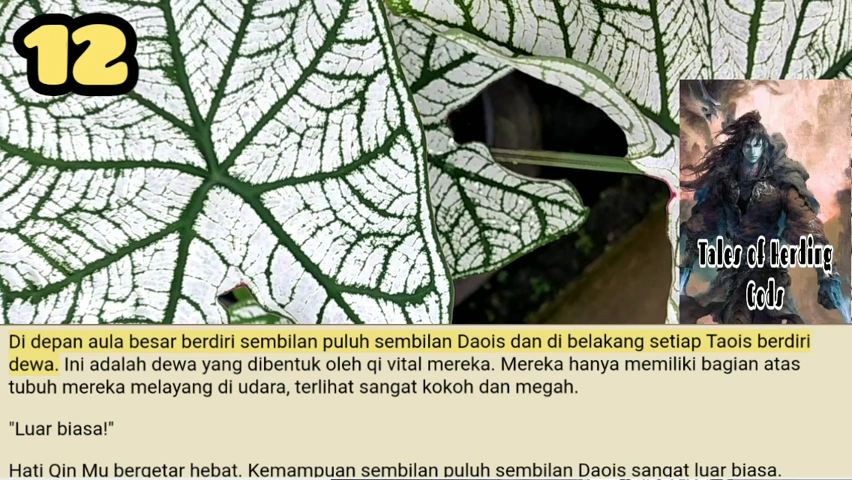 12
Tales of Herding
Gods
Di depan aula besar berdiri sembilan puluh sembilan Daois dan di belakang setiap Taois berdiri
dewa. Ini adalah dewa yang dibentuk oleh qi vital mereka. Mereka hanya memiliki bagian atas
tubuh mereka melayang di udara, terlihat sangat kokoh dan megah.
"Luar biasa!"
Hati Qin Mu bergetar hebat. Kemampuan sembilan puluh sembilan Daois sangat luar biasa.